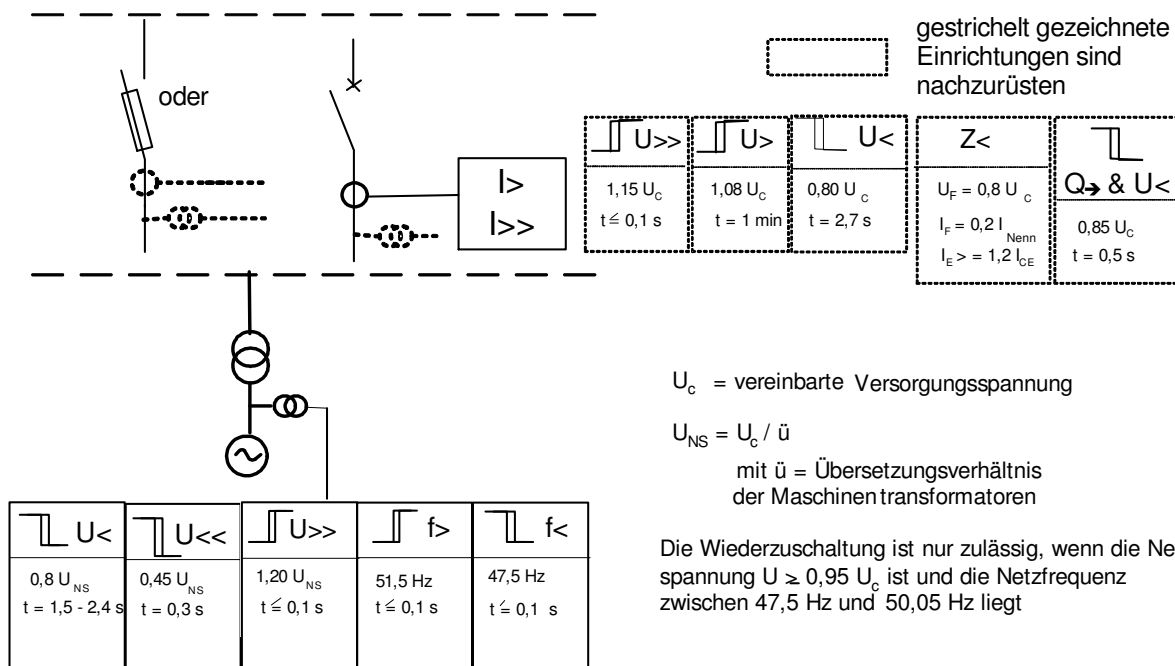 gestrichelt gezeichnete
Einrichtungen sind
nachzurüsten
oder
I>
I>>
U>>
1,15 U_C
t ≦ 0,1 s
U>
1,08 U_C
t = 1 min
U<
0,80 U_C
t = 2,7 s
Z<
U_F = 0,8 U_C
I_F = 0,2 I_Nenn
I_E > = 1,2 I_CE
Q→ & U<
0,85 U_C
t = 0,5 s
U_c = vereinbarte Versorgungsspannung
U_NS = U_c / ü
mit ü = Übersetzungsverhältnis
der Maschinentransformatoren
U<
0,8 U_NS
t = 1,5 - 2,4 s
U<<
0,45 U_NS
t = 0,3 s
U>>
1,20 U_NS
t ≦ 0,1 s
f>
51,5 Hz
t ≦ 0,1 s
f<
47,5 Hz
t ≦ 0,1 s
Die Wiederzuschaltung ist nur zulässig, wenn die Ne
spannung U ≥ 0,95 U_c ist und die Netzfrequenz
zwischen 47,5 Hz und 50,05 Hz liegt